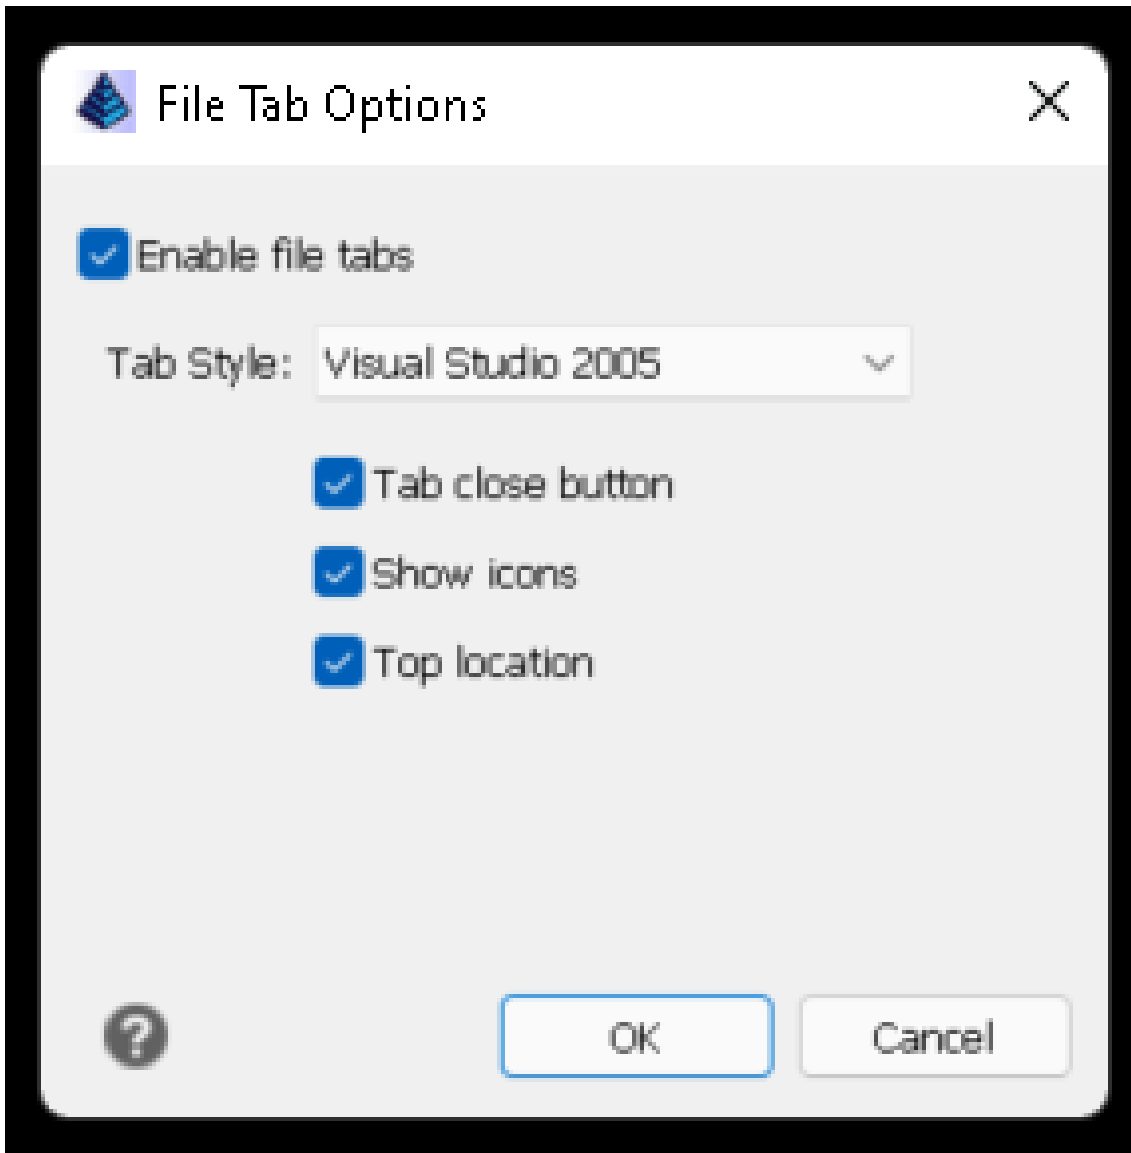 File Tab Options
Enable file tabs
Tab Style: Visual Studio 2005
Tab close button
Show icons
Top location
? OK Cancel